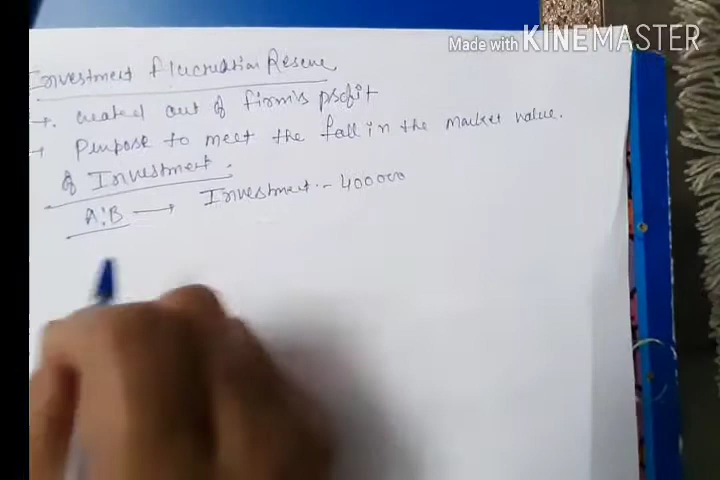 Made with KINEMASTER
Investment fluctuation Reserve
→. created out of firm's profit
→ Purpose to meet the fall in the market value.
of Investment.
A:B → Investment :- 400000